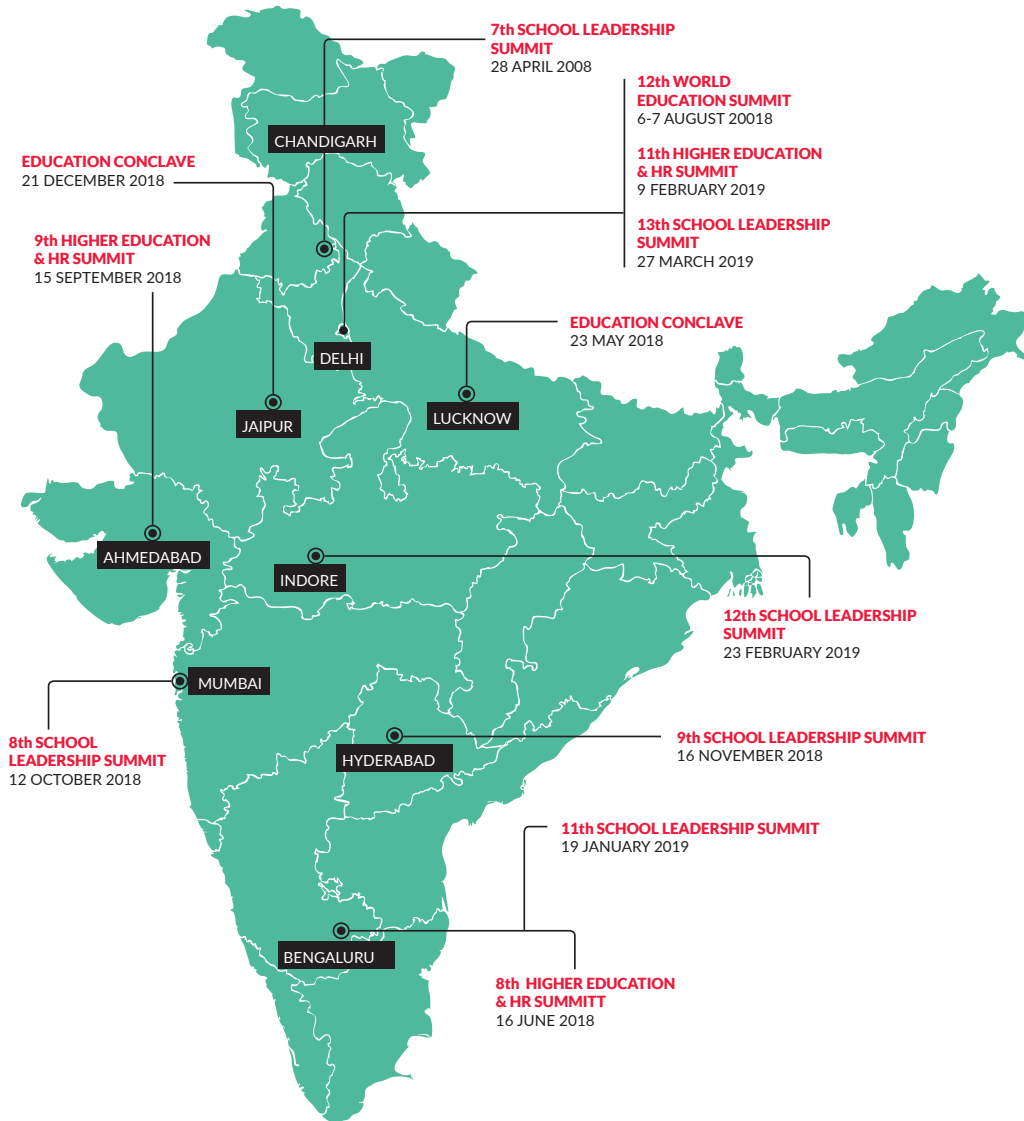 7th SCHOOL LEADERSHIP
SUMMIT
28 APRIL 2008
12th WORLD
EDUCATION SUMMIT
6-7 AUGUST 20018
CHANDIGARH
11th HIGHER EDUCATION
& HR SUMMIT
9 FEBRUARY 2019
EDUCATION CONCLAVE
21 DECEMBER 2018
13th SCHOOL LEADERSHIP
SUMMIT
27 MARCH 2019
9th HIGHER EDUCATION
& HR SUMMIT
15 SEPTEMBER 2018
EDUCATION CONCLAVE
23 MAY 2018
DELHI
LUCKNOW
JAIPUR
AHMEDABAD
INDORE
12th SCHOOL LEADERSHIP
SUMMIT
23 FEBRUARY 2019
MUMBAI
8th SCHOOL
LEADERSHIP SUMMIT
12 OCTOBER 2018
9th SCHOOL LEADERSHIP SUMMIT
16 NOVEMBER 2018
HYDERABAD
11th SCHOOL LEADERSHIP SUMMIT
19 JANUARY 2019
BENGALURU
8th HIGHER EDUCATION
& HR SUMMITT
16 JUNE 2018